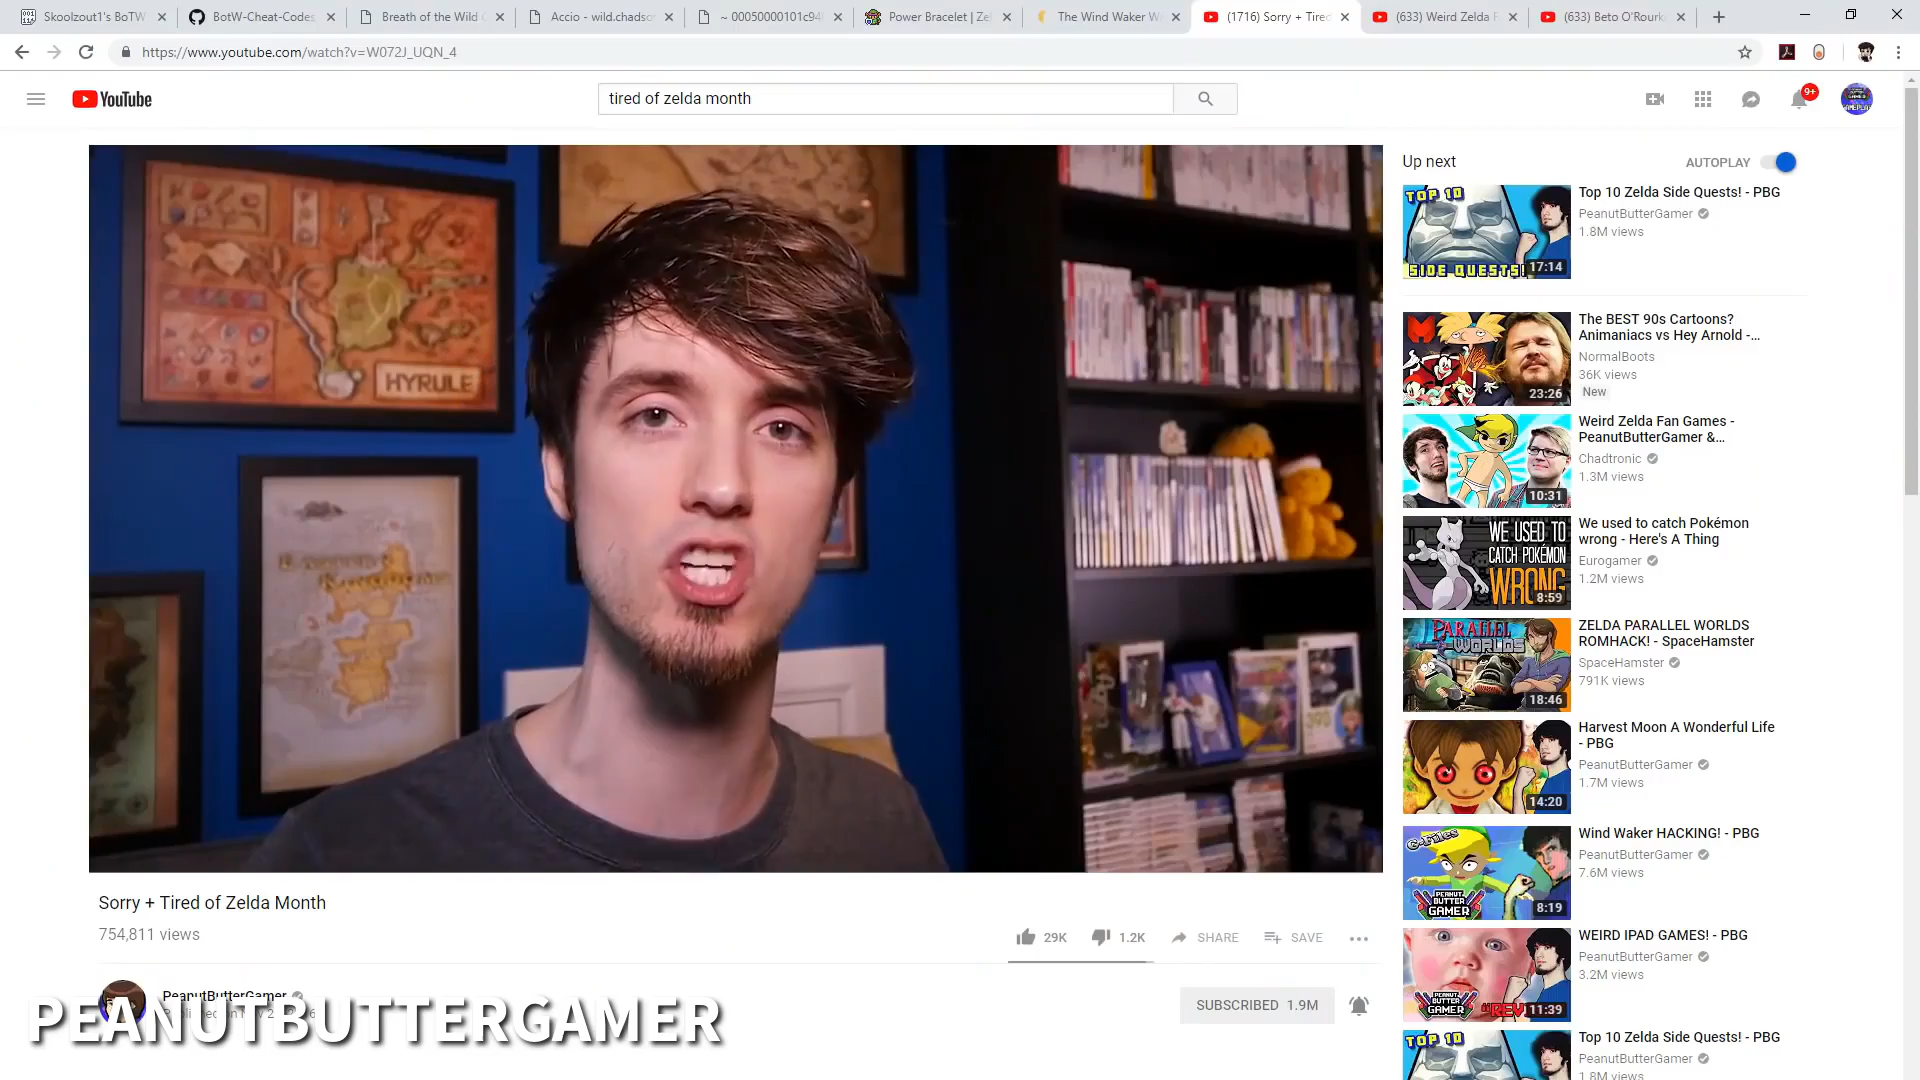 Skoolzout1's BoTW
BotW-Cheat-Codes
Breath of the Wild
Accio - wild.chadso
~ 00050000101c94
Power Bracelet | Ze
The Wind Waker W
(1716) Sorry + Tired
(633) Weird Zelda F
(633) Beto O'Rourk
https://www.youtube.com/watch?v=W072J_UQN_4
YouTube
tired of zelda month
9+
HYRULE
Up next
AUTOPLAY
TOP 10
SIDE QUESTS!
17:14
Top 10 Zelda Side Quests! - PBG
PeanutButterGamer
1.8M views
23:26
The BEST 90s Cartoons?
Animaniacs vs Hey Arnold -...
NormalBoots
36K views
New
10:31
Weird Zelda Fan Games -
PeanutButterGamer &...
Chadtronic
1.3M views
WE USED TO
CATCH POKÉMON
WRONG
8:59
We used to catch Pokémon
wrong - Here's A Thing
Eurogamer
1.2M views
PARALLEL
WORLDS
18:46
ZELDA PARALLEL WORLDS
ROMHACK! - SpaceHamster
SpaceHamster
791K views
14:20
Harvest Moon A Wonderful Life
- PBG
PeanutButterGamer
1.7M views
G-Files
PEANUT
BUTTER
GAMER
8:19
Wind Waker HACKING! - PBG
PeanutButterGamer
7.6M views
PEANUT
BUTTER
GAMER
11:39
WEIRD IPAD GAMES! - PBG
PeanutButterGamer
3.2M views
TOP 10
Top 10 Zelda Side Quests! - PBG
PeanutButterGamer
1.8M views
Sorry + Tired of Zelda Month
754,811 views
29K
1.2K
SHARE
SAVE
PeanutButterGamer
SUBSCRIBED 1.9M
PEANUTBUTTERGAMER